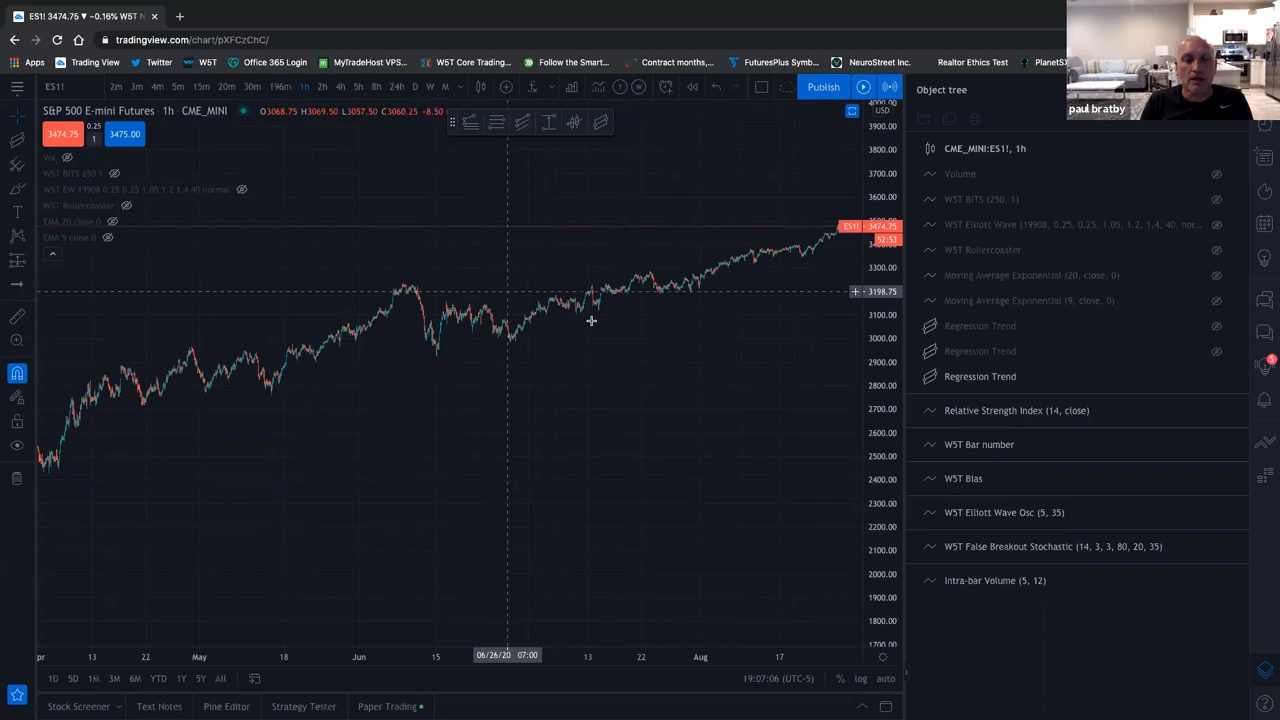 ES1! 3474.75 ▼ −0.16% W5T N
tradingview.com/chart/pXFCzChC/
Apps Trading View Twitter W5T Office 365 Login MyTradeHost VPS... W5T Core Trading... How the Smart M... Contract months,... FuturesPlus Synfu... NeuroStreet Inc. Realtor Ethics Test PlanetSX
ES1! 2m 3m 4m 5m 15m 20m 30m 196m 1h 2h 4h 6h 8h D W M
Publish
Object tree
paul bratby
S&P 500 E-mini Futures · 1h · CME_MINI O3068.75 H3069.50 L3057.75 C3060.25 −8.50
3474.75 0.25 1 3475.00
Vol
W5T BITS 250 1
W5T EW 19908 0.25 0.25 1.05 1.2 1.4 40 normal
W5T Rollercoaster
EMA 20 close 0
EMA 9 close 0
4000.00
USD
3900.00
3800.00
3700.00
3600.00
ES1! 3474.75
52:53
3300.00
3198.75
3100.00
3000.00
2900.00
2800.00
2700.00
2600.00
2500.00
2400.00
2300.00
2200.00
2100.00
2000.00
1900.00
1800.00
1700.00
CME_MINI:ES1!, 1h
Volume
W5T BITS (250, 1)
W5T Elliott Wave (19908, 0.25, 0.25, 1.05, 1.2, 1.4, 40, nor...
W5T Rollercoaster
Moving Average Exponential (20, close, 0)
Moving Average Exponential (9, close, 0)
Regression Trend
Regression Trend
Regression Trend
Relative Strength Index (14, close)
W5T Bar number
W5T Bias
W5T Elliott Wave Osc (5, 35)
W5T False Breakout Stochastic (14, 3, 3, 80, 20, 35)
Intra-bar Volume (5, 12)
5
pr 13 22 May 18 Jun 15 06/26/20 07:00 13 22 Aug 17
1D 5D 1M 3M 6M YTD 1Y 5Y All
19:07:06 (UTC-5) % log auto
Stock Screener Text Notes Pine Editor Strategy Tester Paper Trading